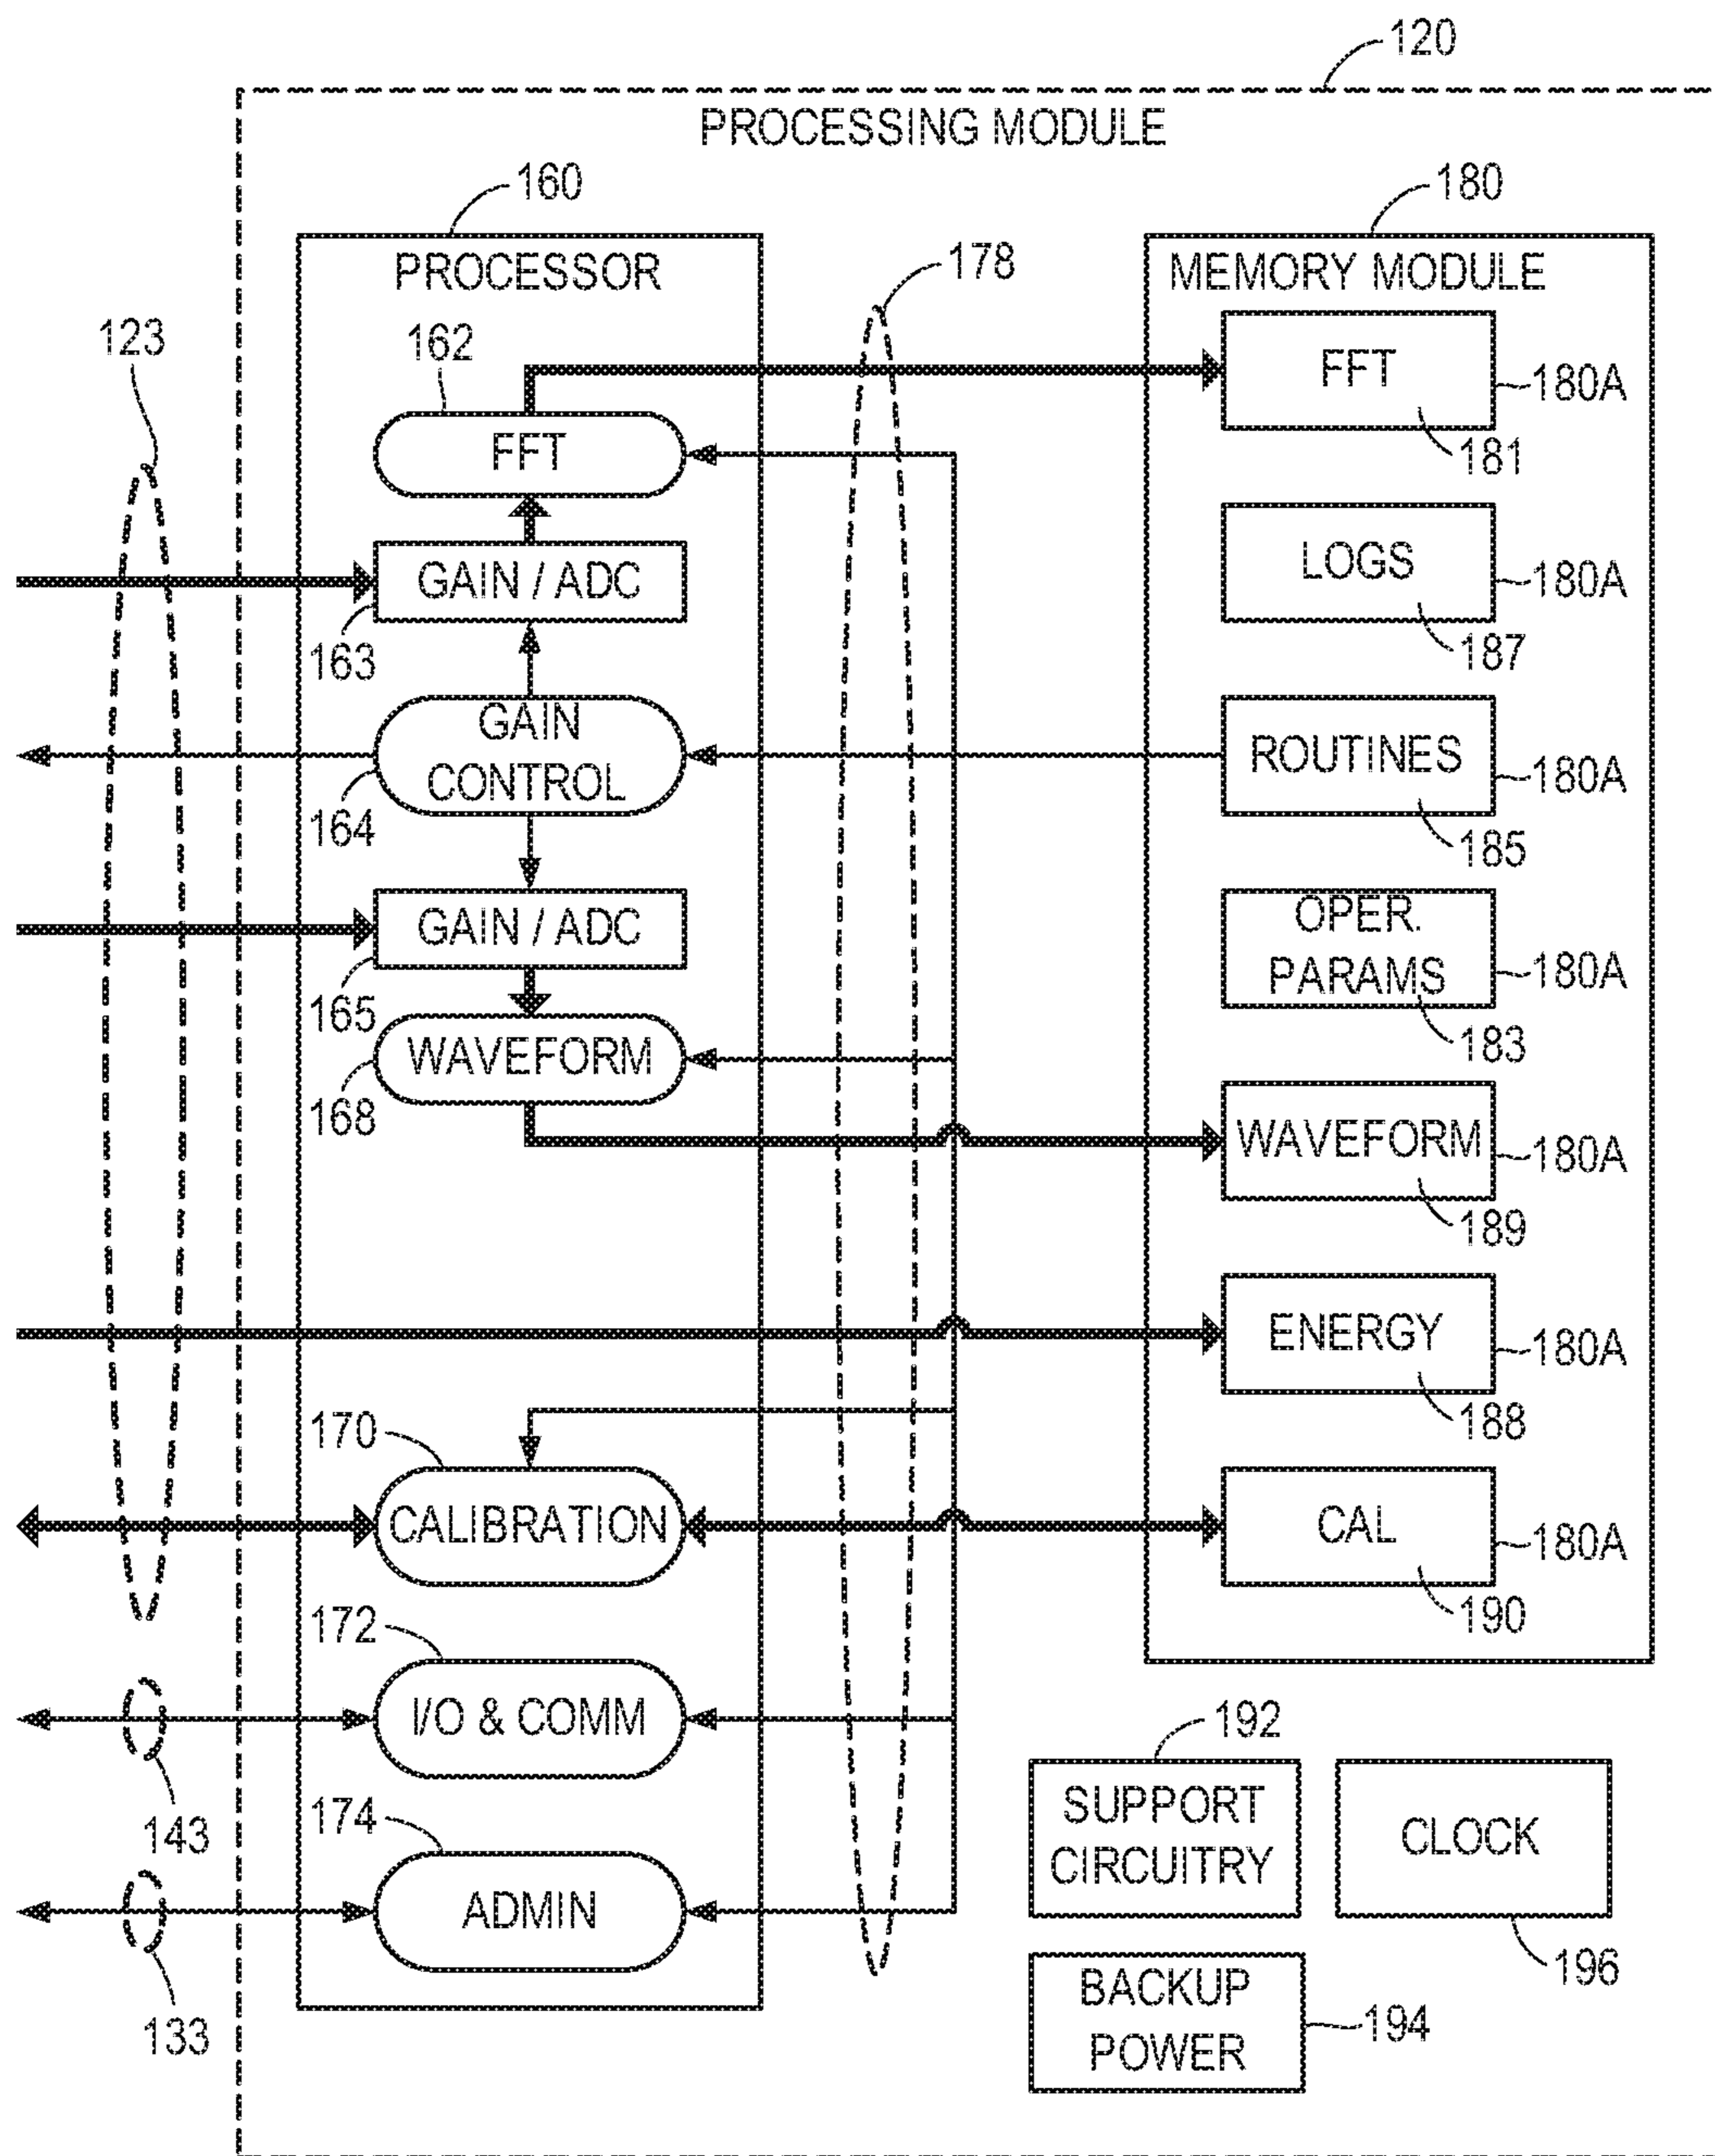 120
PROCESSING MODULE
160
180
PROCESSOR
178
MEMORY MODULE
123
162
FFT
180A
181
FFT
LOGS
180A
187
GAIN / ADC
163
GAIN
CONTROL
164
ROUTINES
180A
185
GAIN / ADC
165
OPER.
PARAMS
180A
183
WAVEFORM
168
WAVEFORM
180A
189
ENERGY
180A
188
170
CALIBRATION
CAL
180A
190
172
I/O & COMM
143
192
SUPPORT
CIRCUITRY
CLOCK
196
174
ADMIN
133
BACKUP
POWER
194